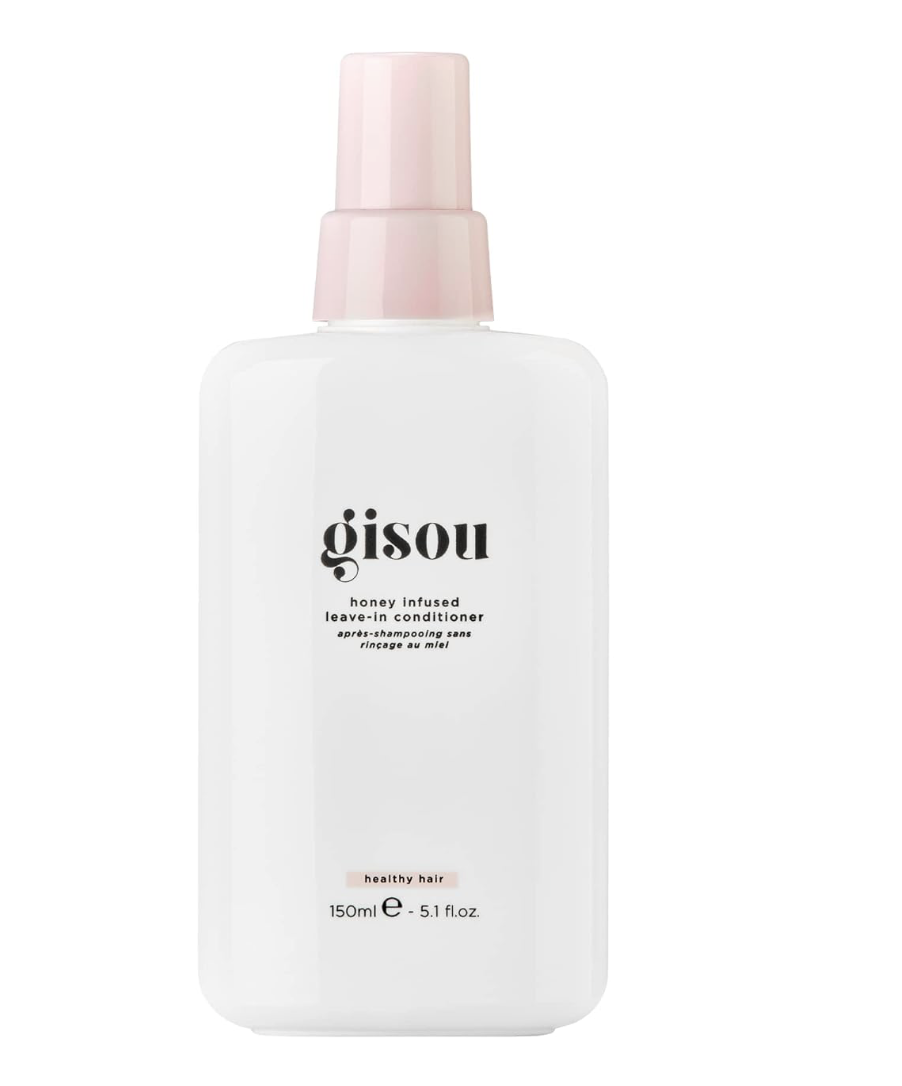 gisou
honey infused
leave-in conditioner
après-shampooing sans
rinçage au miel
healthy hair
150ml e - 5.1 fl.oz.